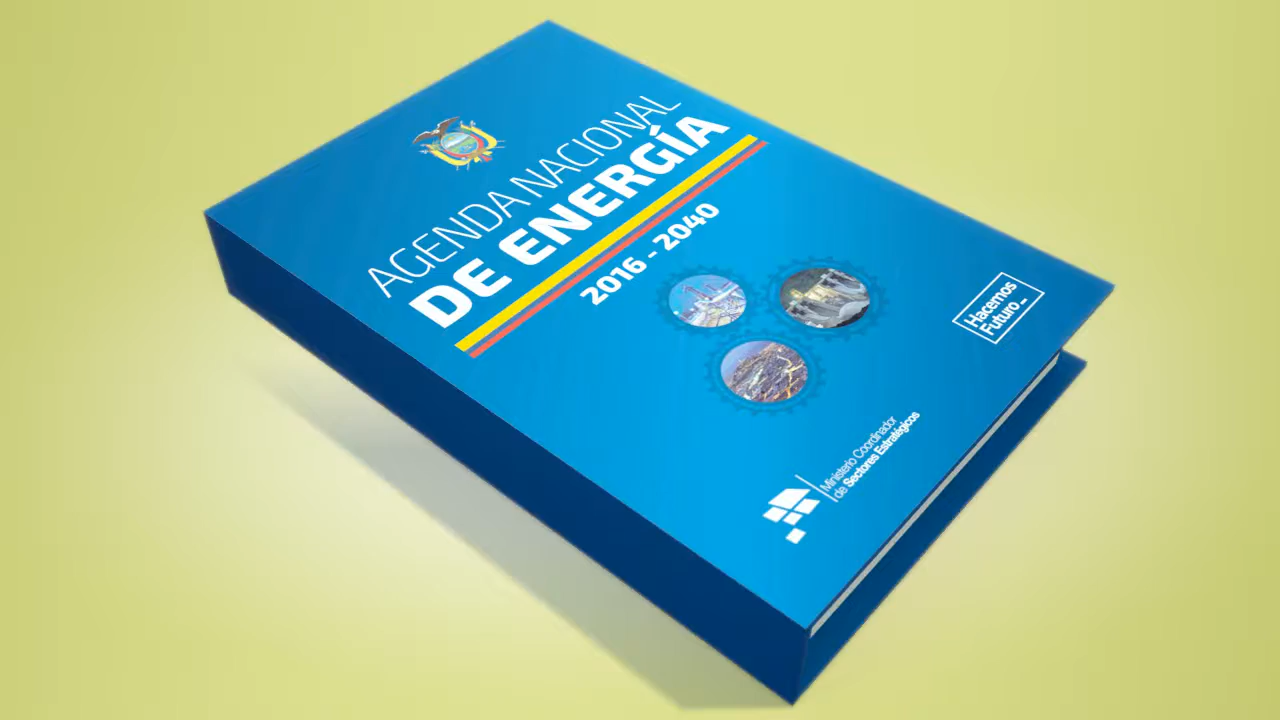 AGENDA NACIONAL
DE ENERGÍA
2016 - 2040
Hacemos
Futuro_
Ministerio Coordinador
de Sectores Estratégicos